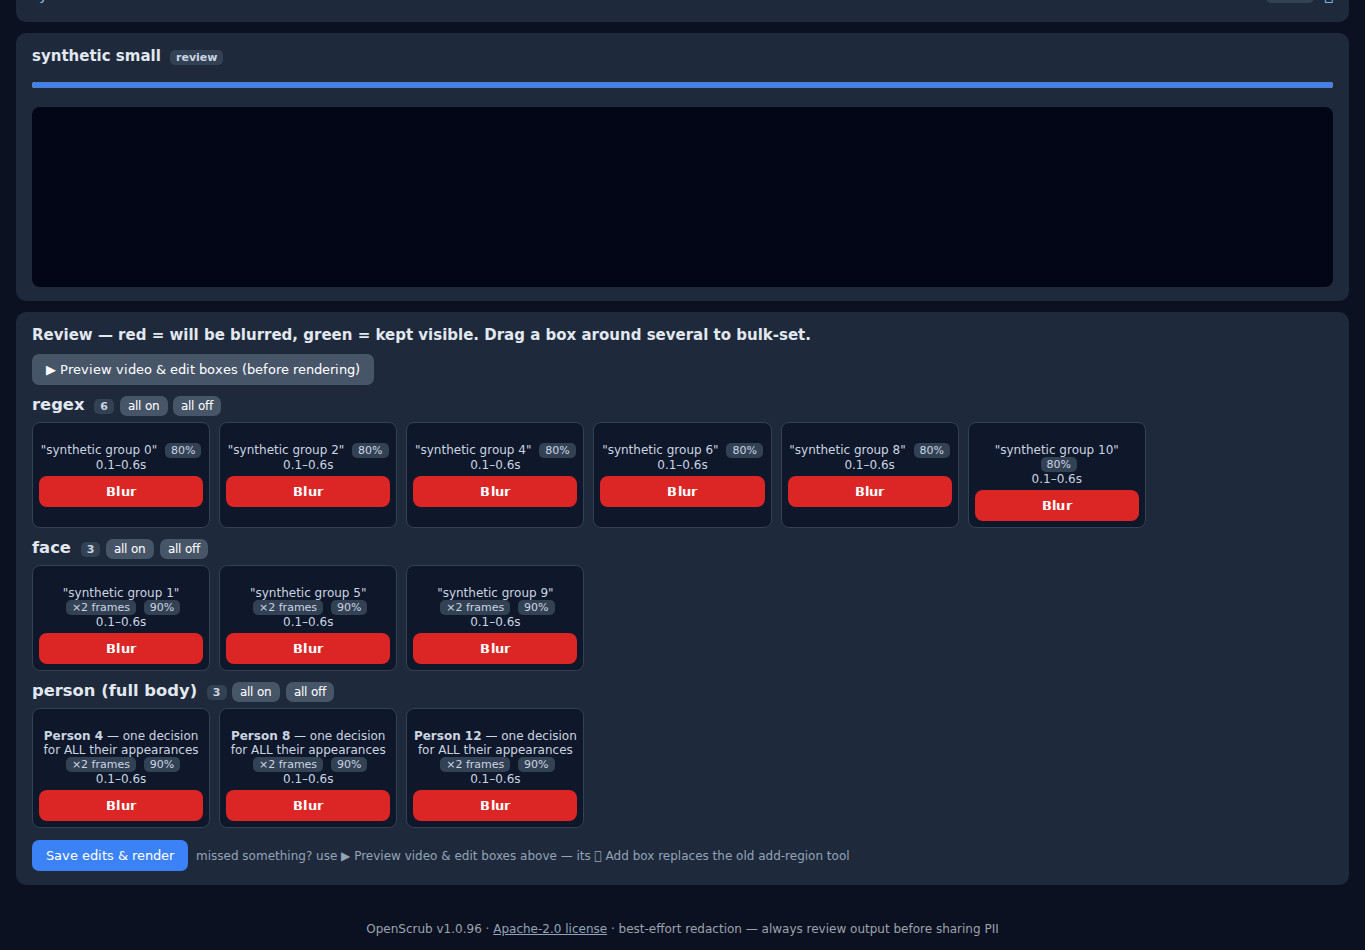 synthetic small review
Review — red = will be blurred, green = kept visible. Drag a box around several to bulk-set.
▶ Preview video & edit boxes (before rendering)
regex 6 all on all off
"synthetic group 0" 80%
0.1–0.6s
Blur
"synthetic group 2" 80%
0.1–0.6s
Blur
"synthetic group 4" 80%
0.1–0.6s
Blur
"synthetic group 6" 80%
0.1–0.6s
Blur
"synthetic group 8" 80%
0.1–0.6s
Blur
"synthetic group 10"
80%
0.1–0.6s
Blur
face 3 all on all off
"synthetic group 1"
×2 frames 90%
0.1–0.6s
Blur
"synthetic group 5"
×2 frames 90%
0.1–0.6s
Blur
"synthetic group 9"
×2 frames 90%
0.1–0.6s
Blur
person (full body) 3 all on all off
Person 4 — one decision
for ALL their appearances
×2 frames 90%
0.1–0.6s
Blur
Person 8 — one decision
for ALL their appearances
×2 frames 90%
0.1–0.6s
Blur
Person 12 — one decision
for ALL their appearances
×2 frames 90%
0.1–0.6s
Blur
Save edits & render missed something? use ▶ Preview video & edit boxes above — its Add box replaces the old add-region tool
OpenScrub v1.0.96 · Apache-2.0 license · best-effort redaction — always review output before sharing PII